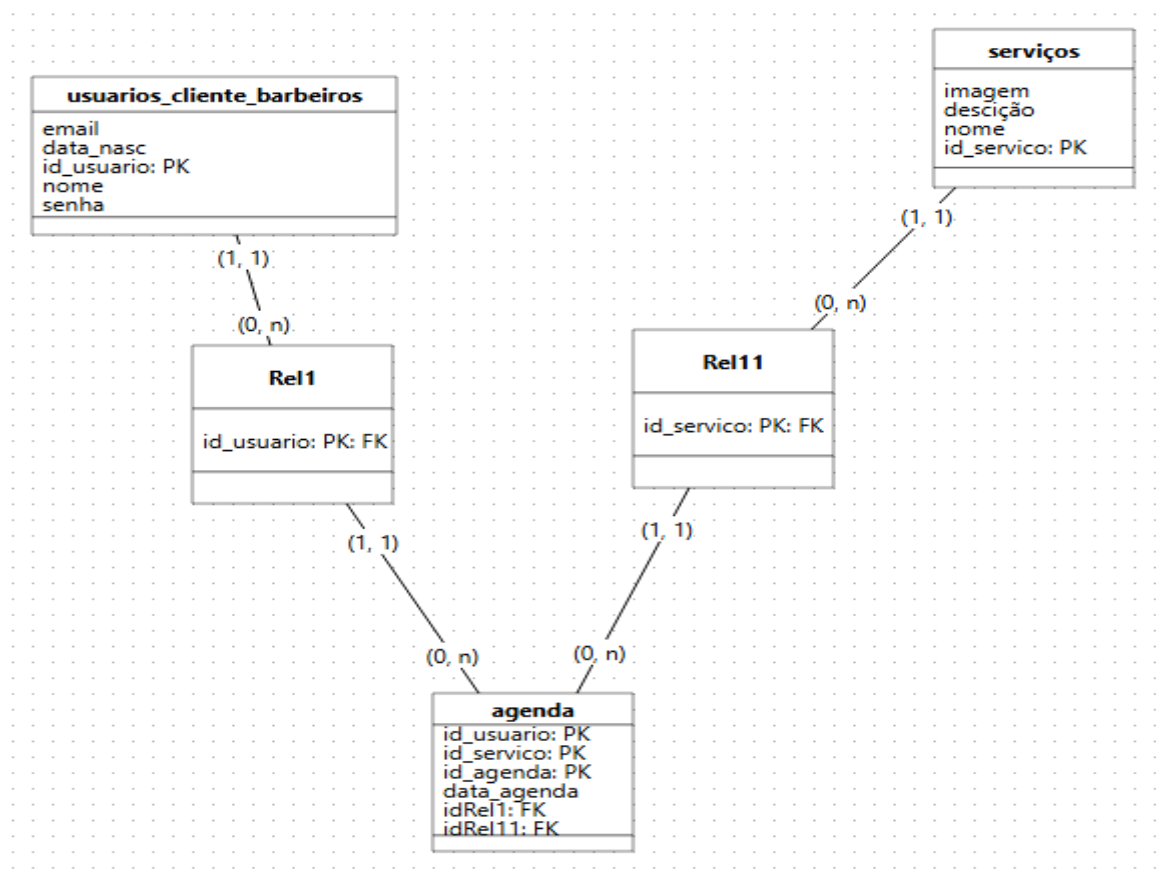 usuarios_cliente_barbeiros
email
data_nasc
id_usuario: PK
nome
senha
serviços
imagem
descição
nome
id_servico: PK
(1, 1)
(0, n)
(1, 1)
(0, n)
Rel1
id_usuario: PK: FK
Rel11
id_servico: PK: FK
(1, 1)
(0, n)
(1, 1)
(0, n)
agenda
id_usuario: PK
id_servico: PK
id_agenda: PK
data_agenda
idRel1: FK
idRel11: FK